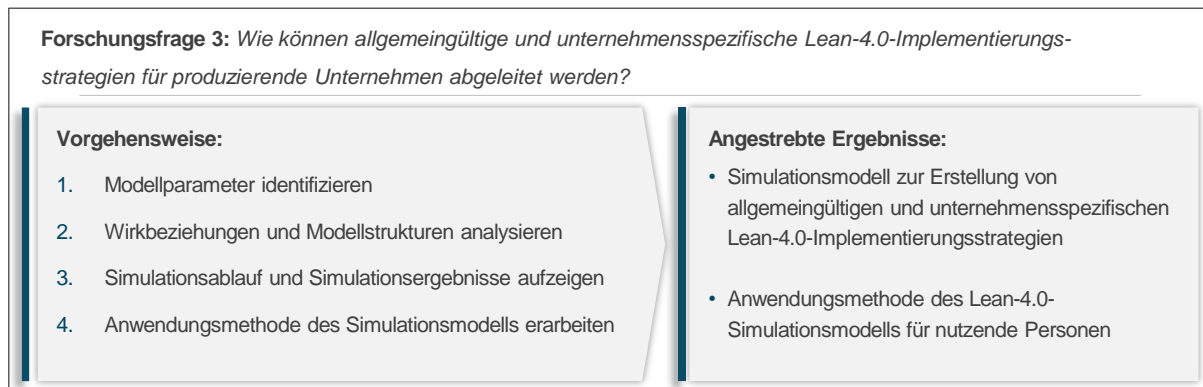 Forschungsfrage 3: Wie können allgemeingültige und unternehmensspezifische Lean-4.0-Implementierungs-
strategien für produzierende Unternehmen abgeleitet werden?
Vorgehensweise:
1. Modellparameter identifizieren
2. Wirkbeziehungen und Modellstrukturen analysieren
3. Simulationsablauf und Simulationsergebnisse aufzeigen
4. Anwendungsmethode des Simulationsmodells erarbeiten
Angestrebte Ergebnisse:
• Simulationsmodell zur Erstellung von
allgemeingültigen und unternehmensspezifischen
Lean-4.0-Implementierungsstrategien
• Anwendungsmethode des Lean-4.0-
Simulationsmodells für nutzende Personen